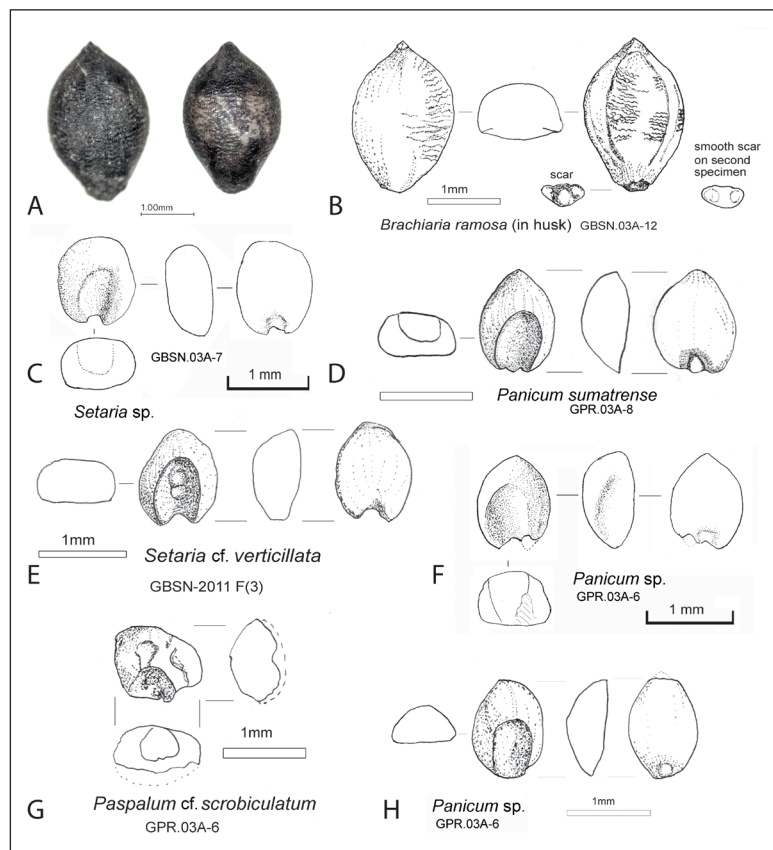 A
1.00mm
B
1mm
scar
smooth scar
on second
specimen
Brachiaria ramosa (in husk) GBSN.03A-12
C
GBSN.03A-7
1 mm
Setaria sp.
D
Panicum sumatrense
GPR.03A-8
1mm
E
Setaria cf. verticillata
GBSN-2011 F(3)
F
Panicum sp.
GPR.03A-6
1 mm
G
1mm
Paspalum cf. scrobiculatum
GPR.03A-6
H
Panicum sp.
GPR.03A-6
1mm